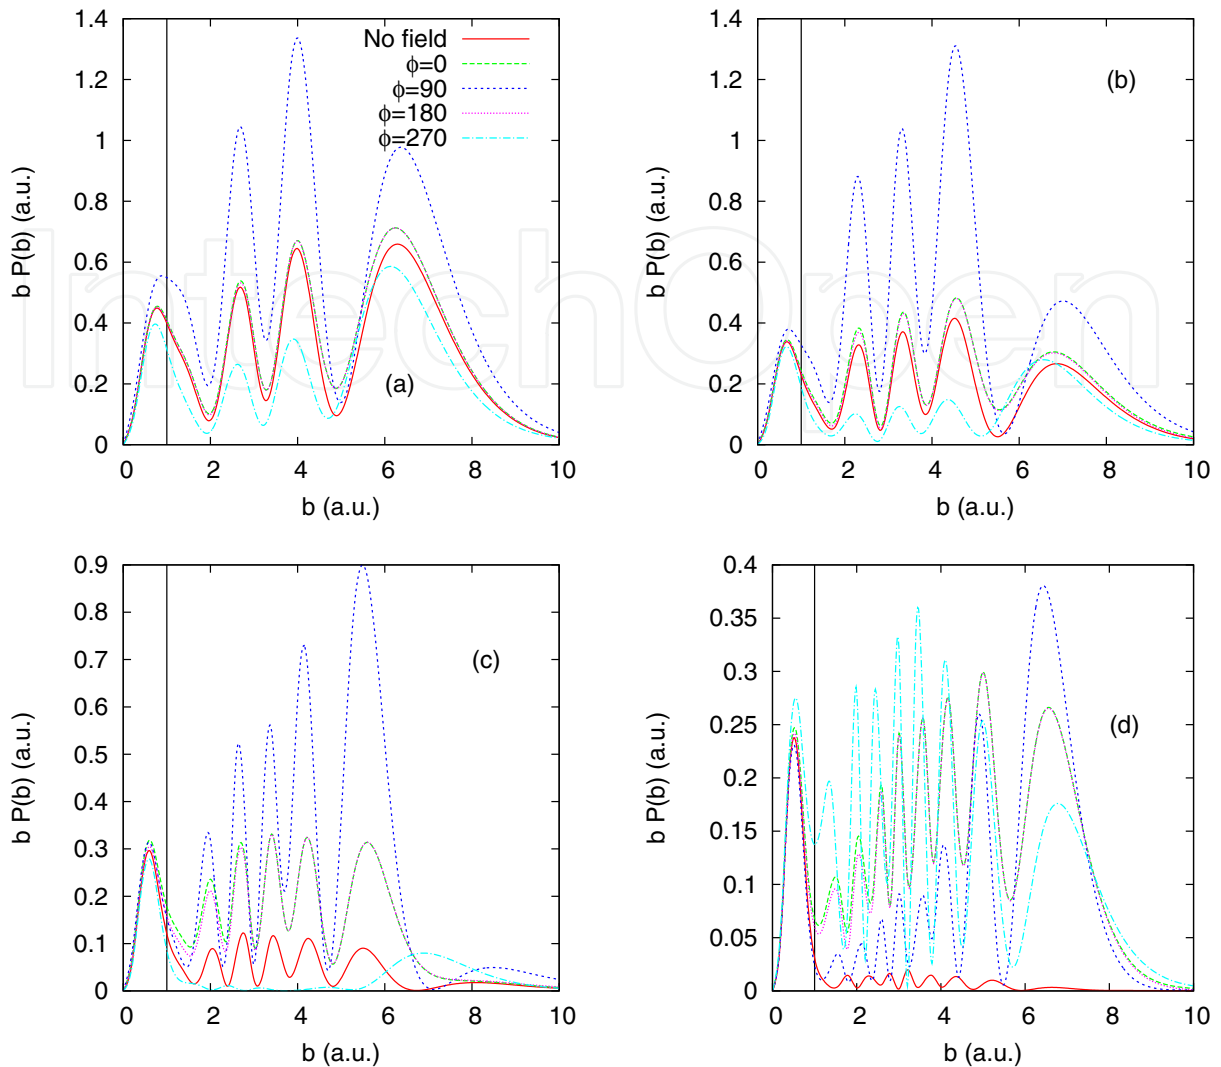 1.4
1.2
1
0.8
0.6
0.4
0.2
0
0 2 4 6 8 10
b P(b) (a.u.)
b (a.u.)
No field
ϕ=0
ϕ=90
ϕ=180
ϕ=270
(a)
1.4
1.2
1
0.8
0.6
0.4
0.2
0
0 2 4 6 8 10
b P(b) (a.u.)
b (a.u.)
(b)
0.9
0.8
0.7
0.6
0.5
0.4
0.3
0.2
0.1
0
0 2 4 6 8 10
b P(b) (a.u.)
b (a.u.)
(c)
0.4
0.35
0.3
0.25
0.2
0.15
0.1
0.05
0
0 2 4 6 8 10
b P(b) (a.u.)
b (a.u.)
(d)
IntechOpen